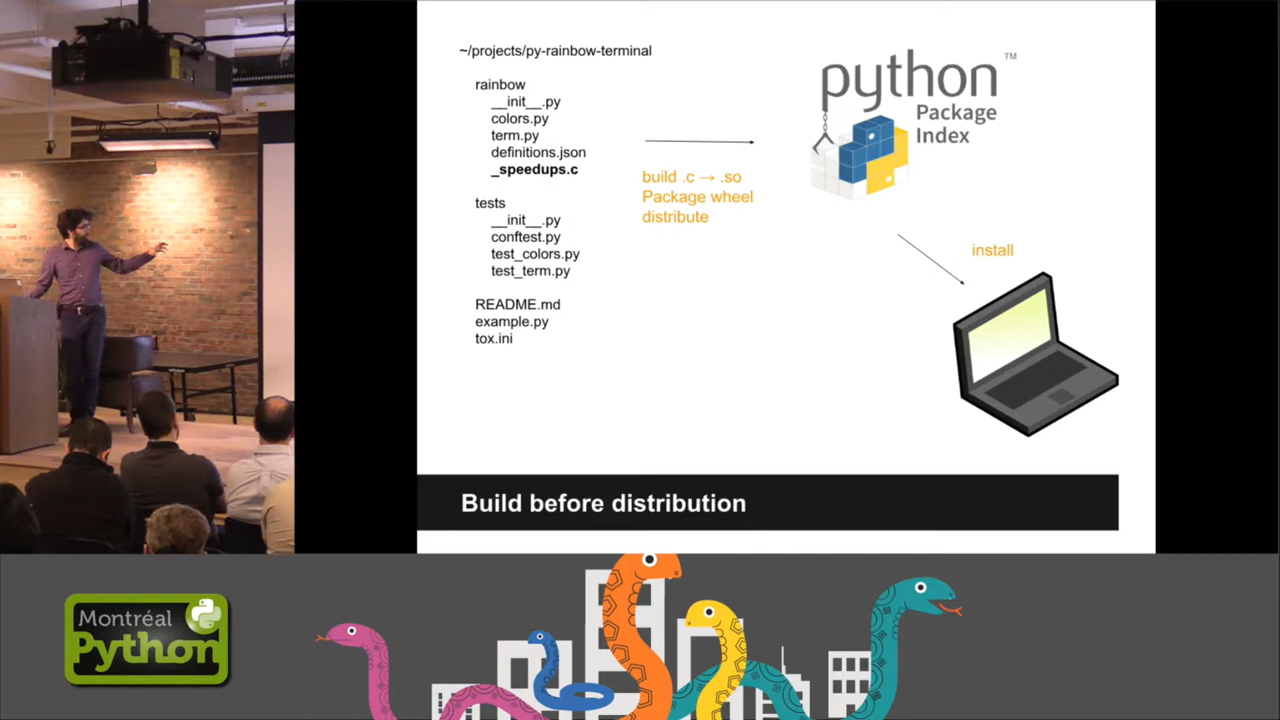 ~/projects/py-rainbow-terminal
rainbow
__init__.py
colors.py
term.py
definitions.json
_speedups.c
tests
__init__.py
conftest.py
test_colors.py
test_term.py
README.md
example.py
tox.ini
build .c → .so
Package wheel
distribute
python™
Package
Index
install
Build before distribution
Montréal
Python